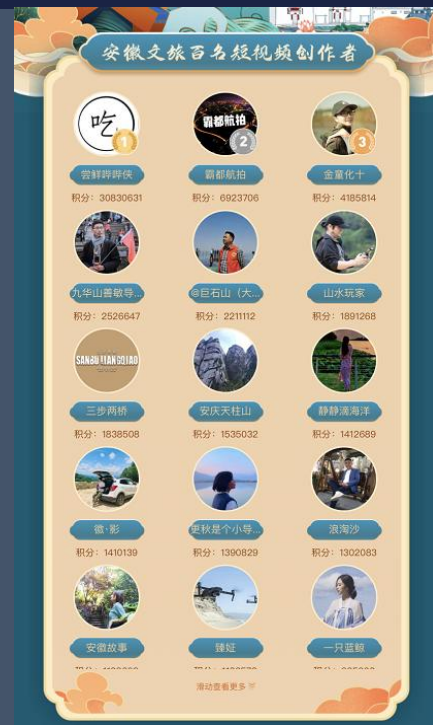 安徽文旅百名短视频创作者
吃
1
霸都航拍
2
3
尝鲜哔哔侠
霸都航拍
金童化十
积分：30830631
积分：6923706
积分：4185814
九华山善敏导...
@巨石山（大...
山水玩家
积分：2526647
积分：2211112
积分：1891268
SANBU LIANGQIAO
三步两桥
安庆天柱山
静静滴海洋
积分：1838508
积分：1535032
积分：1412689
徽·影
更秋是个小导...
浪淘沙
积分：1410139
积分：1390829
积分：1302083
安徽故事
臻姃
一只蓝鲸
滑动查看更多